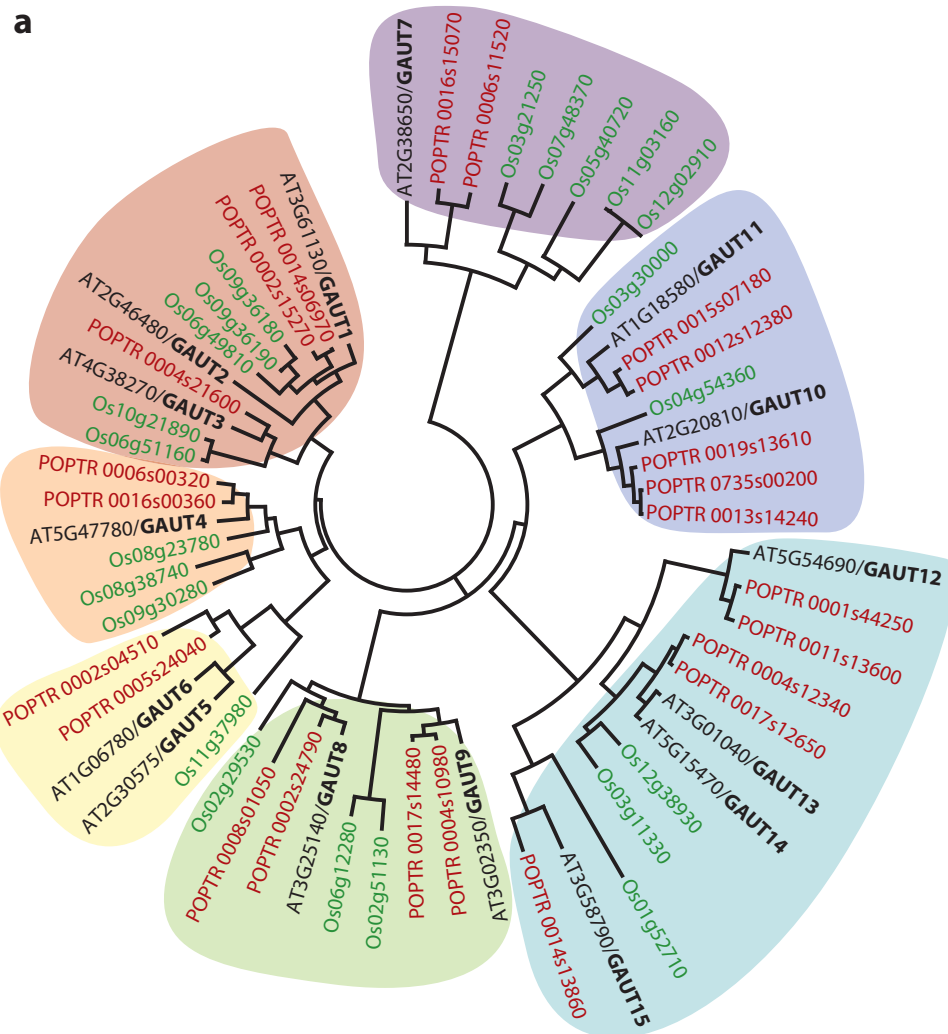 a
AT2G38650/GAUT7
POPTR 0016s15070
POPTR 0006s11520
Os03g21250
Os07g48370
Os05g40720
Os11g03160
Os12g02910
Os03g30000
AT1G18580/GAUT11
POPTR 0015s07180
POPTR 0012s12380
Os04g54360
AT2G20810/GAUT10
POPTR 0019s13610
POPTR 0735s00200
POPTR 0013s14240
AT5G54690/GAUT12
POPTR 0001s44250
POPTR 0011s13600
POPTR 0004s12340
POPTR 0017s12650
AT3G01040/GAUT13
AT5G15470/GAUT14
Os12g38930
Os03g11330
Os01g52710
AT3G58790/GAUT15
POPTR 0014s13860
AT3G02350/GAUT9
POPTR 0004s10980
POPTR 0017s14480
Os02g51130
Os06g12280
AT3G25140/GAUT8
POPTR 0002s24790
POPTR 0008s01050
Os02g29530
Os11g37980
AT2G30575/GAUT5
AT1G06780/GAUT6
POPTR 0005s24040
POPTR 0002s04510
Os09g30280
Os08g38740
Os08g23780
AT5G47780/GAUT4
POPTR 0016s00360
POPTR 0006s00320
Os06g51160
Os10g21890
AT4G38270/GAUT3
POPTR 0004s21600
AT2G46480/GAUT2
Os06g49810
Os09g36190
Os09g36180
POPTR 0002s15270
POPTR 0014s06970
AT3G61130/GAUT1